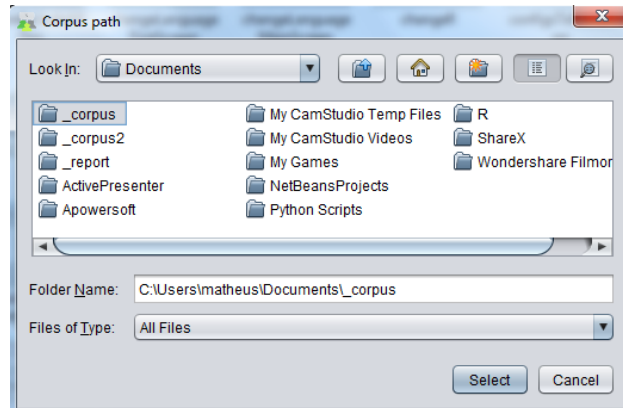 Corpus path
Look In: Documents
_corpus My CamStudio Temp Files R
_corpus2 My CamStudio Videos ShareX
_report My Games Wondershare Filmor
ActivePresenter NetBeansProjects
Apowersoft Python Scripts
Folder Name: C:\Users\matheus\Documents\_corpus
Files of Type: All Files
Select Cancel